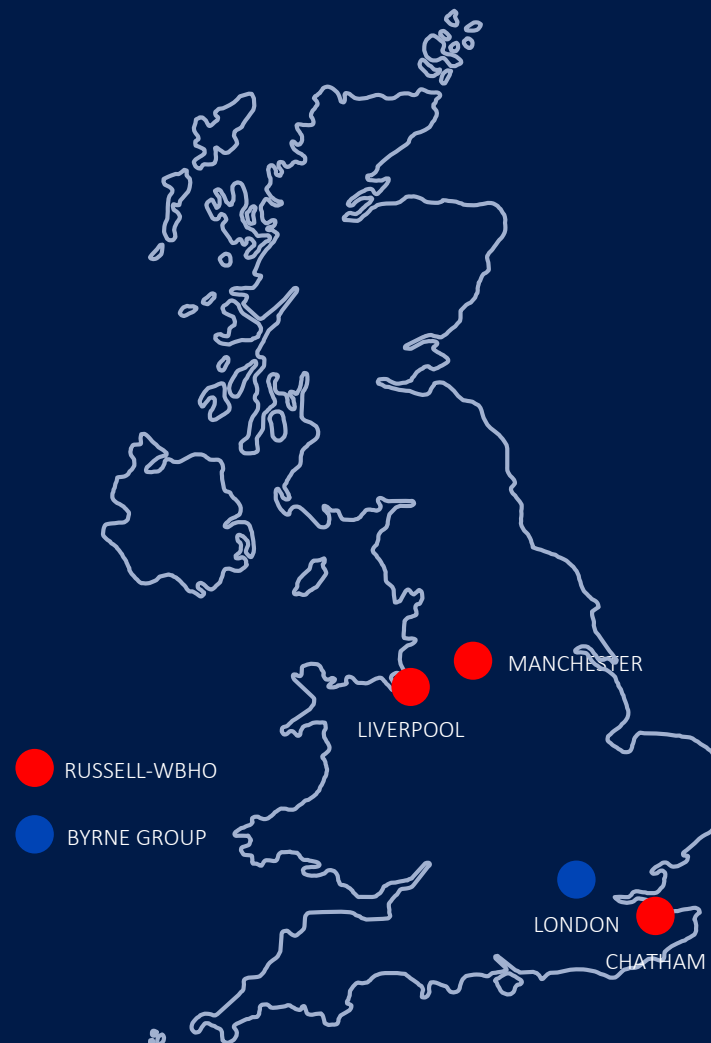 MANCHESTER
LIVERPOOL
RUSSELL-WBHO
BYRNE GROUP
LONDON
CHATHAM